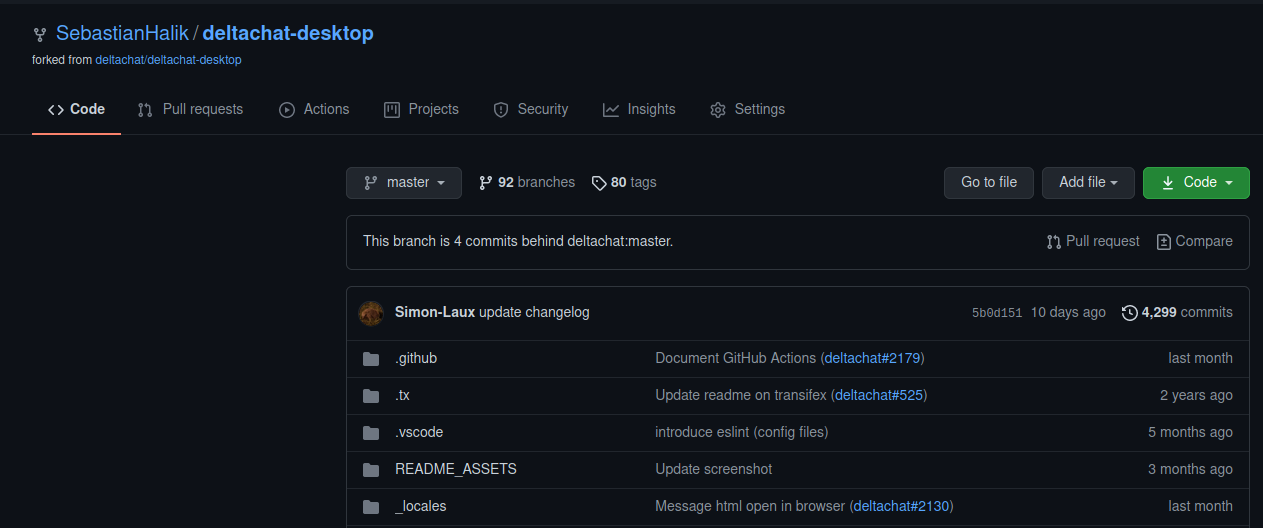 SebastianHalik / deltachat-desktop
forked from deltachat/deltachat-desktop
Code Pull requests Actions Projects Security Insights Settings
master 92 branches 80 tags Go to file Add file Code
This branch is 4 commits behind deltachat:master. Pull request Compare
Simon-Laux update changelog 5b0d151 10 days ago 4,299 commits
.github Document GitHub Actions (deltachat#2179) last month
.tx Update readme on transifex (deltachat#525) 2 years ago
.vscode introduce eslint (config files) 5 months ago
README_ASSETS Update screenshot 3 months ago
_locales Message html open in browser (deltachat#2130) last month